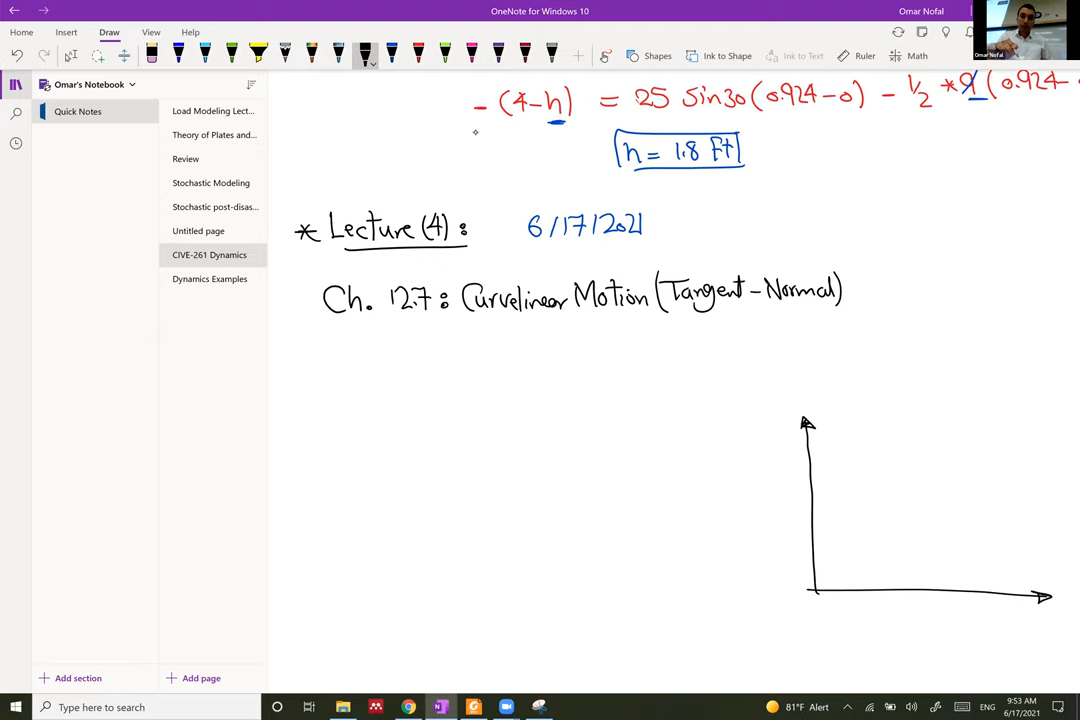 OneNote for Windows 10
Omar Nofal
Home Insert Draw View Help
Shapes Ink to Shape Ink to Text Ruler Math
Omar Nofal
Omar's Notebook
Quick Notes
Load Modeling Lect...
Theory of Plates and...
Review
Stochastic Modeling
Stochastic post-disas...
Untitled page
CIVE-261 Dynamics
Dynamics Examples
- (4-h) = 25 sin30(0.924-0) - 1/2 * (0.924-
h = 1.8 Ft
* Lecture (4): 6/17/2021
Ch. 12.7: Curvelinear Motion (Tangent-Normal)
+ Add section
+ Add page
Type here to search
81°F Alert
ENG
9:53 AM
6/17/2021